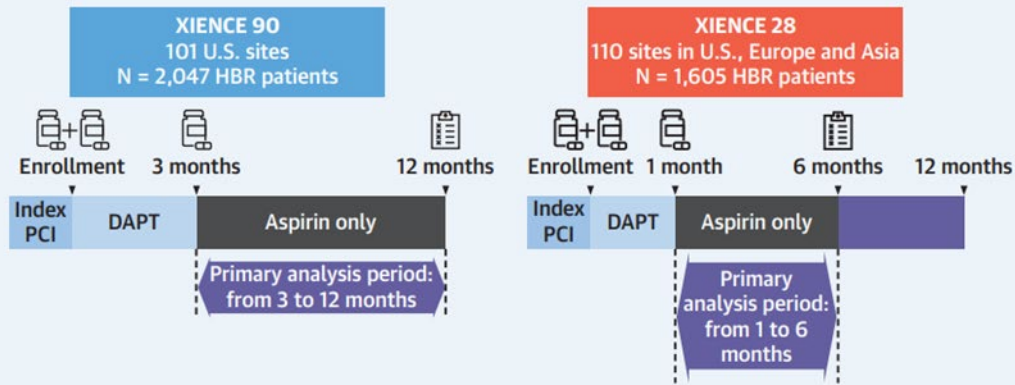 XIENCE 90
101 U.S. sites
N = 2,047 HBR patients
Enrollment
3 months
12 months
Index
PCI
DAPT
Aspirin only
Primary analysis period:
from 3 to 12 months
XIENCE 28
110 sites in U.S., Europe and Asia
N = 1,605 HBR patients
Enrollment
1 month
6 months
12 months
Index
PCI
DAPT
Aspirin only
Primary
analysis period:
from 1 to 6
months